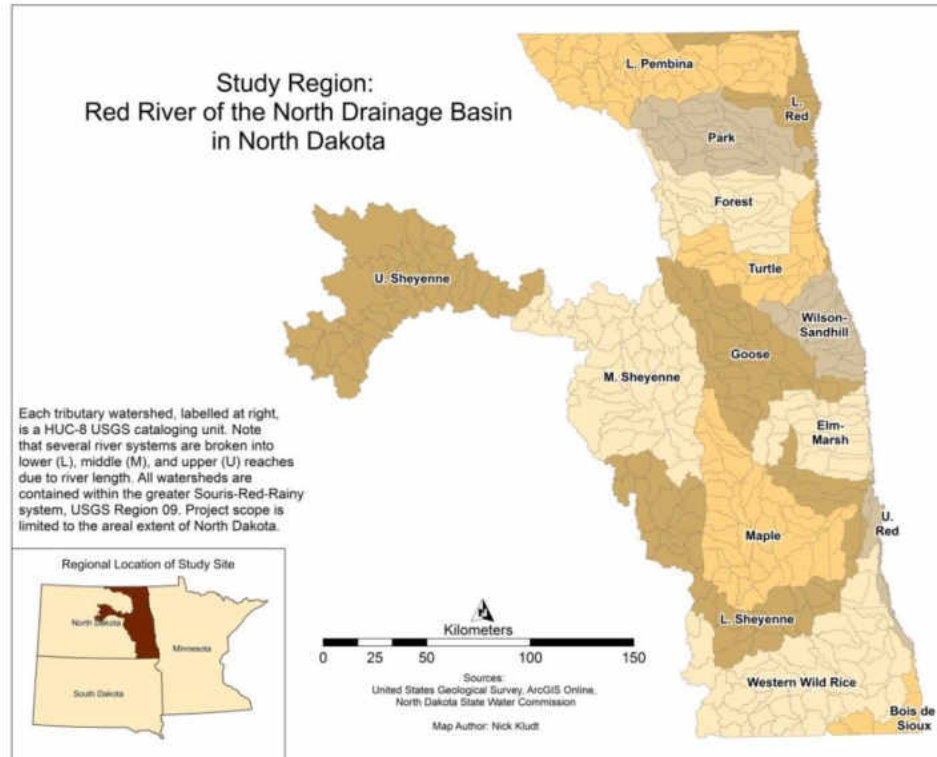 Study Region:
Red River of the North Drainage Basin
in North Dakota
L. Pembina
L.
Red
Park
Forest
Turtle
U. Sheyenne
Wilson-
Sandhill
Goose
M. Sheyenne
Elm-
Marsh
U.
Red
Maple
L. Sheyenne
Western Wild Rice
Bois de
Sioux
Each tributary watershed, labelled at right,
is a HUC-8 USGS cataloging unit. Note
that several river systems are broken into
lower (L), middle (M), and upper (U) reaches
due to river length. All watersheds are
contained within the greater Souris-Red-Rainy
system, USGS Region 09. Project scope is
limited to the areal extent of North Dakota.
Regional Location of Study Site
North Dakota
Minnesota
South Dakota
Kilometers
0 25 50 100 150
Sources:
United States Geological Survey, ArcGIS Online,
North Dakota State Water Commission
Map Author: Nick Kludt